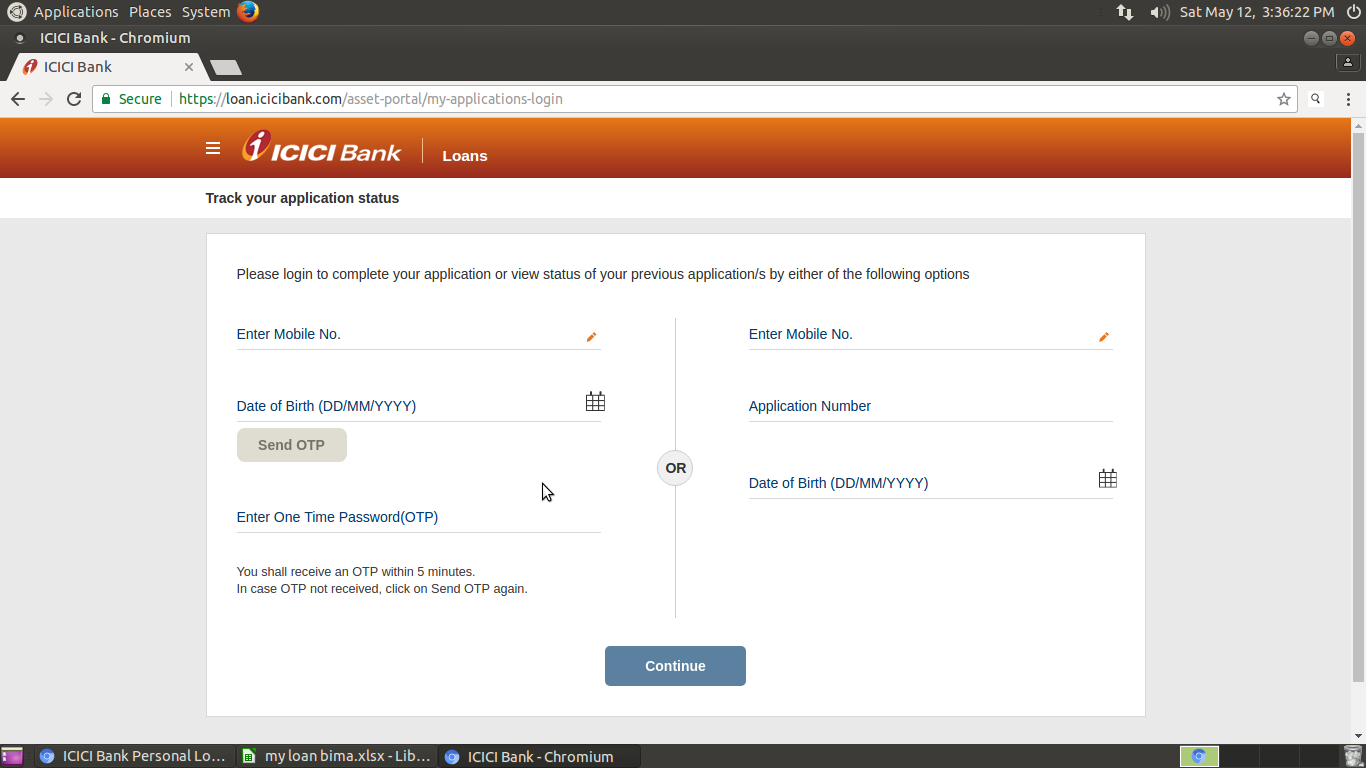 Applications Places System Sat May 12, 3:36:22 PM
ICICI Bank - Chromium
ICICI Bank
Secure https://loan.icicibank.com/asset-portal/my-applications-login
ICICI Bank Loans
Track your application status
Please login to complete your application or view status of your previous application/s by either of the following options
Enter Mobile No.
Date of Birth (DD/MM/YYYY)
Send OTP
Enter One Time Password(OTP)
You shall receive an OTP within 5 minutes.
In case OTP not received, click on Send OTP again.
OR
Enter Mobile No.
Application Number
Date of Birth (DD/MM/YYYY)
Continue
ICICI Bank Personal Lo... my loan bima.xlsx - Lib... ICICI Bank - Chromium